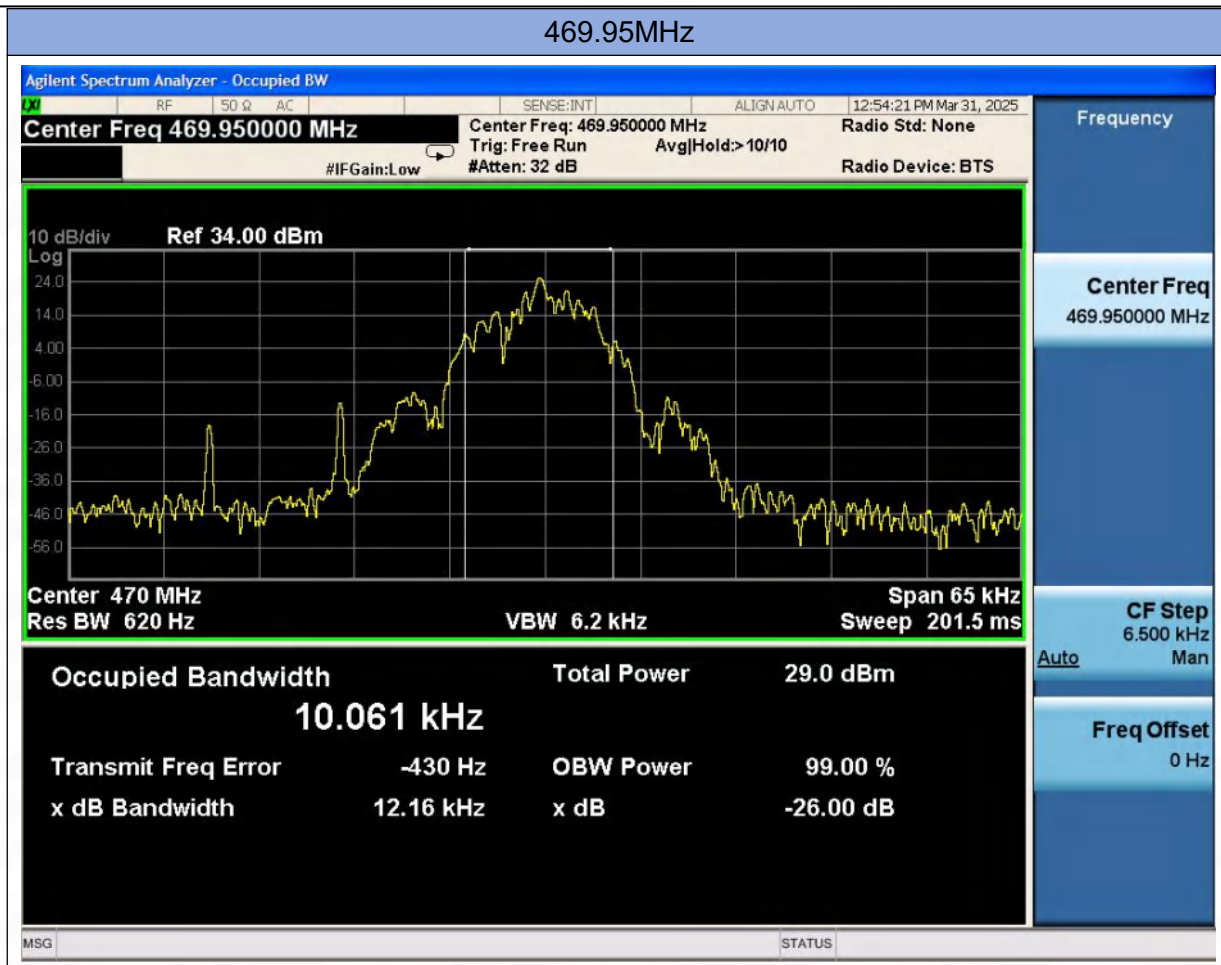 469.95MHz
Agilent Spectrum Analyzer - Occupied BW
LXI RF 50 Ω AC SENSE:INT ALIGN AUTO 12:54:21 PM Mar 31, 2025
Center Freq 469.950000 MHz
#IFGain:Low
Center Freq: 469.950000 MHz
Trig: Free Run Avg|Hold:>10/10
#Atten: 32 dB
Radio Std: None
Radio Device: BTS
10 dB/div Ref 34.00 dBm
Log
24.0
14.0
4.00
-6.00
-16.0
-26.0
-36.0
-46.0
-56.0
Center 470 MHz Span 65 kHz
Res BW 620 Hz VBW 6.2 kHz Sweep 201.5 ms
Occupied Bandwidth Total Power 29.0 dBm
10.061 kHz
Transmit Freq Error -430 Hz OBW Power 99.00 %
x dB Bandwidth 12.16 kHz x dB -26.00 dB
Frequency
Center Freq
469.950000 MHz
CF Step
6.500 kHz
Auto Man
Freq Offset
0 Hz
MSG STATUS